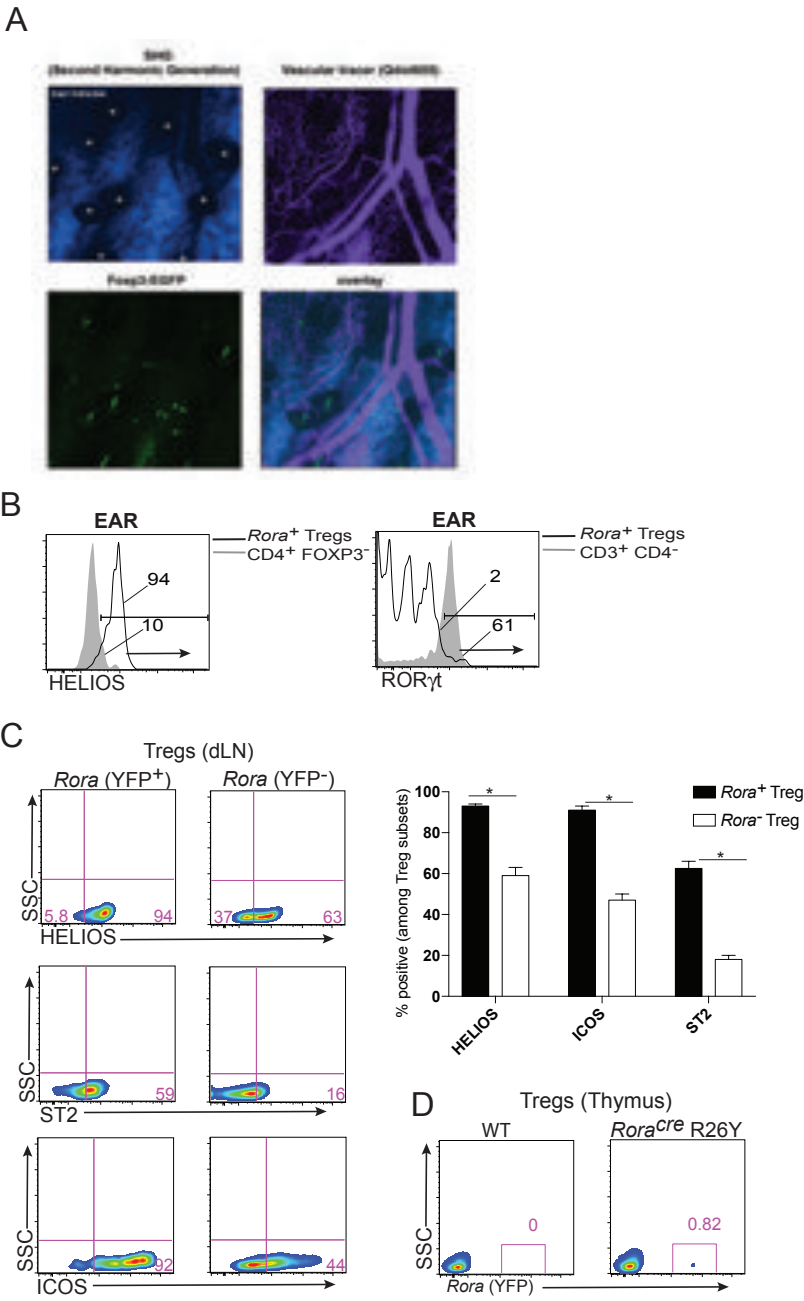 A
SHG
(Second Harmonic Generation)
Vascular tracer (Qdot655)
Foxp3-EGFP
overlay
B
EAR
Rora+ Tregs
CD4+ FOXP3-
94
10
HELIOS
EAR
Rora+ Tregs
CD3+ CD4-
2
61
RORγt
C
Tregs (dLN)
Rora (YFP+)
Rora (YFP-)
SSC
5.8
94
37
63
HELIOS
SSC
59
16
ST2
SSC
92
44
ICOS
% positive (among Treg subsets)
100
80
60
40
20
0
*
*
*
HELIOS
ICOS
ST2
Rora+ Treg
Rora- Treg
D
Tregs (Thymus)
WT
Roracre R26Y
SSC
0
0.82
Rora (YFP)